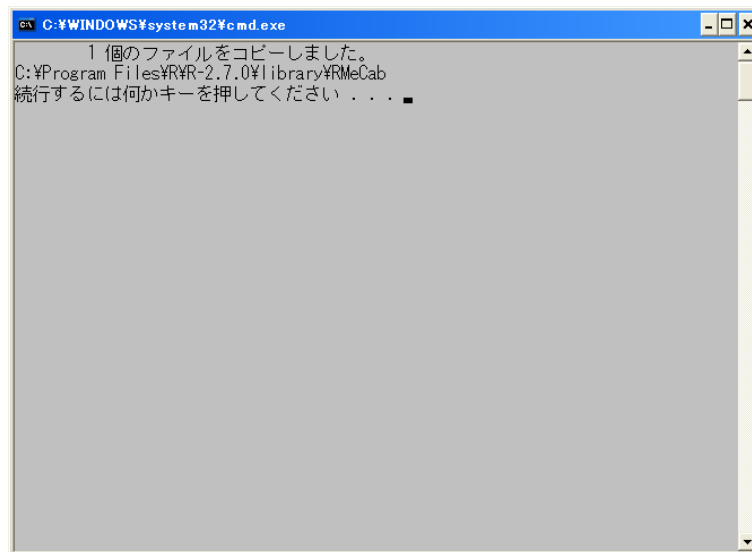 C:¥WINDOWS¥system32¥cmd.exe
1 個のファイルをコピーしました。
C:¥Program Files¥R¥R-2.7.0¥library¥RMeCab
続行するには何かキーを押してください . . .